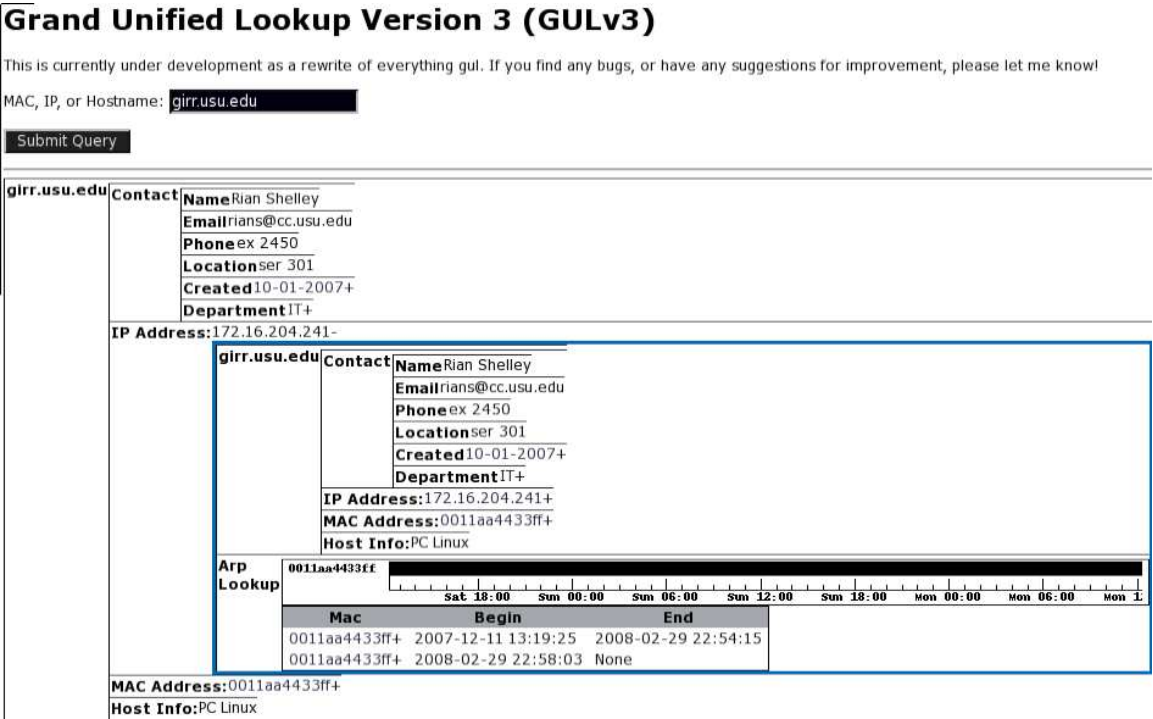 Grand Unified Lookup Version 3 (GULv3)
This is currently under development as a rewrite of everything gul. If you find any bugs, or have any suggestions for improvement, please let me know!
MAC, IP, or Hostname: girr.usu.edu
Submit Query
girr.usu.edu Contact Name Rian Shelley
Email rians@cc.usu.edu
Phone ex 2450
Location ser 301
Created 10-01-2007+
Department IT+
IP Address: 172.16.204.241-
girr.usu.edu Contact Name Rian Shelley
Email rians@cc.usu.edu
Phone ex 2450
Location ser 301
Created 10-01-2007+
Department IT+
IP Address: 172.16.204.241+
MAC Address: 0011aa4433ff+
Host Info: PC Linux
Arp Lookup 0011aa4433ff
Sat 18:00 Sun 00:00 Sun 06:00 Sun 12:00 Sun 18:00 Mon 00:00 Mon 06:00 Mon 1
Mac Begin End
0011aa4433ff+ 2007-12-11 13:19:25 2008-02-29 22:54:15
0011aa4433ff+ 2008-02-29 22:58:03 None
MAC Address: 0011aa4433ff+
Host Info: PC Linux